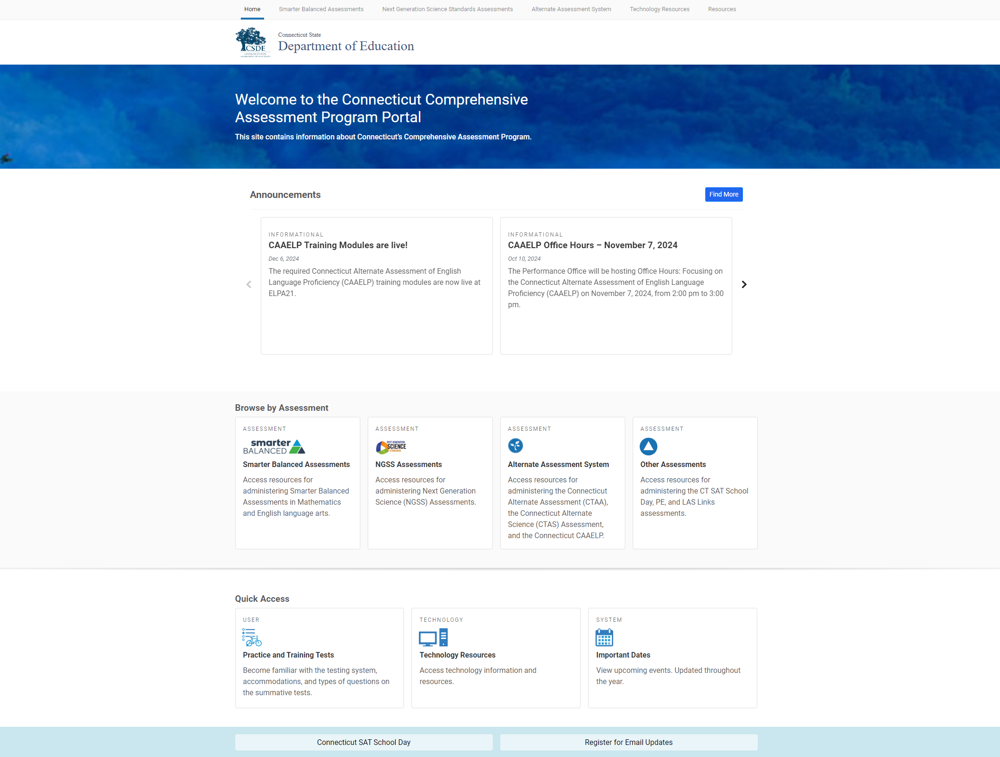 Home Smarter Balanced Assessments Next Generation Science Standards Assessments Alternate Assessment System Technology Resources Resources
CSDE
CONNECTICUT STATE
DEPARTMENT OF EDUCATION
Connecticut State
Department of Education
Welcome to the Connecticut Comprehensive
Assessment Program Portal
This site contains information about Connecticut’s Comprehensive Assessment Program.
Announcements
Find More
INFORMATIONAL
CAAELP Training Modules are live!
Dec 6, 2024
The required Connecticut Alternate Assessment of English
Language Proficiency (CAAELP) training modules are now live at
ELPA21.
INFORMATIONAL
CAAELP Office Hours – November 7, 2024
Oct 10, 2024
The Performance Office will be hosting Office Hours: Focusing on
the Connecticut Alternate Assessment of English Language
Proficiency (CAAELP) on November 7, 2024, from 2:00 pm to 3:00
pm.
Browse by Assessment
ASSESSMENT
smarter
BALANCED
Smarter Balanced Assessments
Access resources for
administering Smarter Balanced
Assessments in Mathematics
and English language arts.
ASSESSMENT
NEXT GENERATION
SCIENCE
STANDARDS
NGSS Assessments
Access resources for
administering Next Generation
Science (NGSS) Assessments.
ASSESSMENT
Alternate Assessment System
Access resources for
administering the Connecticut
Alternate Assessment (CTAA),
the Connecticut Alternate
Science (CTAS) Assessment,
and the Connecticut CAAELP.
ASSESSMENT
Other Assessments
Access resources for
administering the CT SAT School
Day, PE, and LAS Links
assessments.
Quick Access
USER
Practice and Training Tests
Become familiar with the testing system,
accommodations, and types of questions on
the summative tests.
TECHNOLOGY
Technology Resources
Access technology information and
resources.
SYSTEM
Important Dates
View upcoming events. Updated throughout
the year.
Connecticut SAT School Day
Register for Email Updates